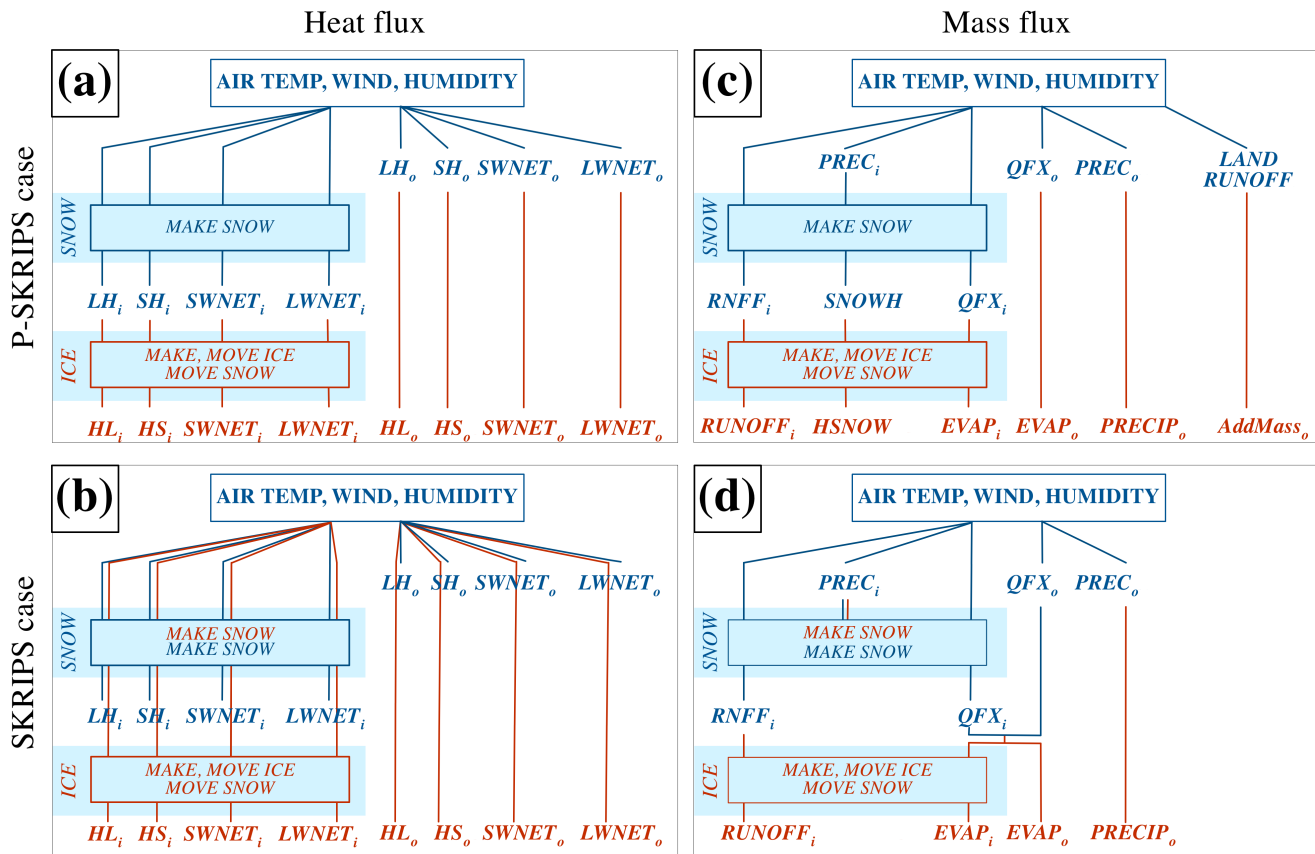 Heat flux
Mass flux
P-SKRIPS case
(a)
AIR TEMP, WIND, HUMIDITY
LHₒ SHₒ SWNETₒ LWNETₒ
SNOW
MAKE SNOW
LHᵢ SHᵢ SWNETᵢ LWNETᵢ
ICE
MAKE, MOVE ICE
MOVE SNOW
HLᵢ HSᵢ SWNETᵢ LWNETᵢ HLₒ HSₒ SWNETₒ LWNETₒ
(c)
AIR TEMP, WIND, HUMIDITY
PRECᵢ QFXₒ PRECₒ LAND
RUNOFF
SNOW
MAKE SNOW
RNFFᵢ SNOWH QFXᵢ
ICE
MAKE, MOVE ICE
MOVE SNOW
RUNOFFᵢ HSNOW EVAPᵢ EVAPₒ PRECIPₒ AddMassₒ
SKRIPS case
(b)
AIR TEMP, WIND, HUMIDITY
LHₒ SHₒ SWNETₒ LWNETₒ
SNOW
MAKE SNOW
MAKE SNOW
LHᵢ SHᵢ SWNETᵢ LWNETᵢ
ICE
MAKE, MOVE ICE
MOVE SNOW
HLᵢ HSᵢ SWNETᵢ LWNETᵢ HLₒ HSₒ SWNETₒ LWNETₒ
(d)
AIR TEMP, WIND, HUMIDITY
PRECᵢ QFXₒ PRECₒ
SNOW
MAKE SNOW
MAKE SNOW
RNFFᵢ QFXᵢ
ICE
MAKE, MOVE ICE
MOVE SNOW
RUNOFFᵢ EVAPᵢ EVAPₒ PRECIPₒ